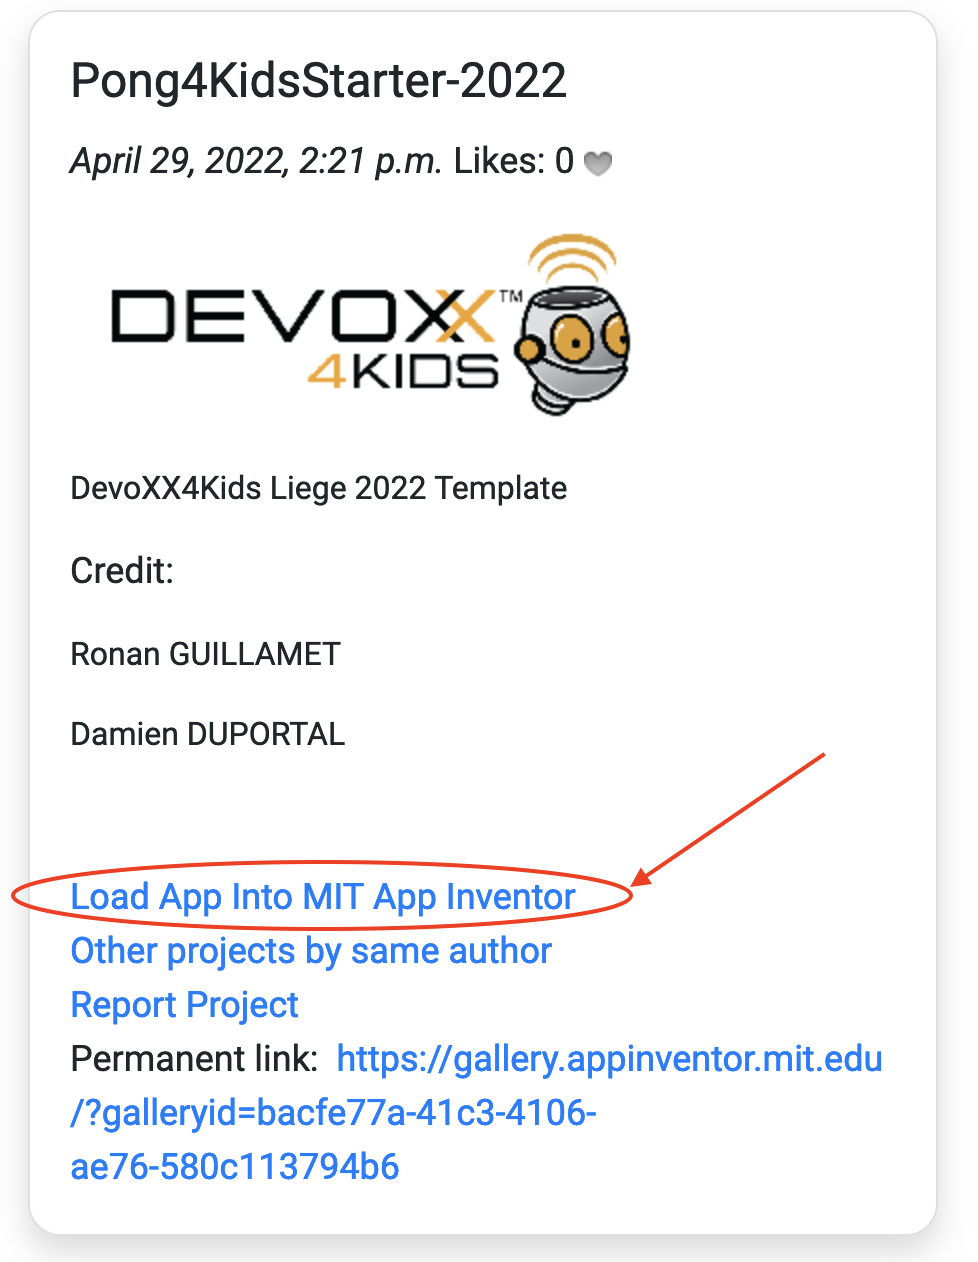 Pong4KidsStarter-2022
April 29, 2022, 2:21 p.m. Likes: 0
DEVOXX™
4KIDS
DevoXX4Kids Liege 2022 Template
Credit:
Ronan GUILLAMET
Damien DUPORTAL
Load App Into MIT App Inventor
Other projects by same author
Report Project
Permanent link: https://gallery.appinventor.mit.edu
/?galleryid=bacfe77a-41c3-4106-
ae76-580c113794b6